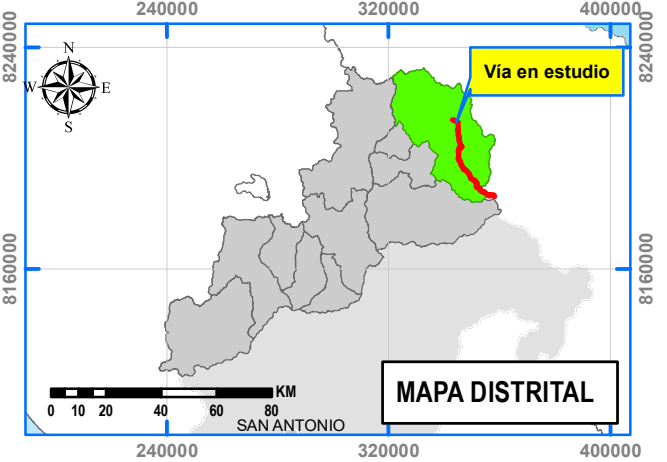 240000 320000 400000
8240000 8240000
N
W E
S
Vía en estudio
8160000 8160000
MAPA DISTRITAL
KM
0 10 20 40 60 80
SAN ANTONIO
240000 320000 400000